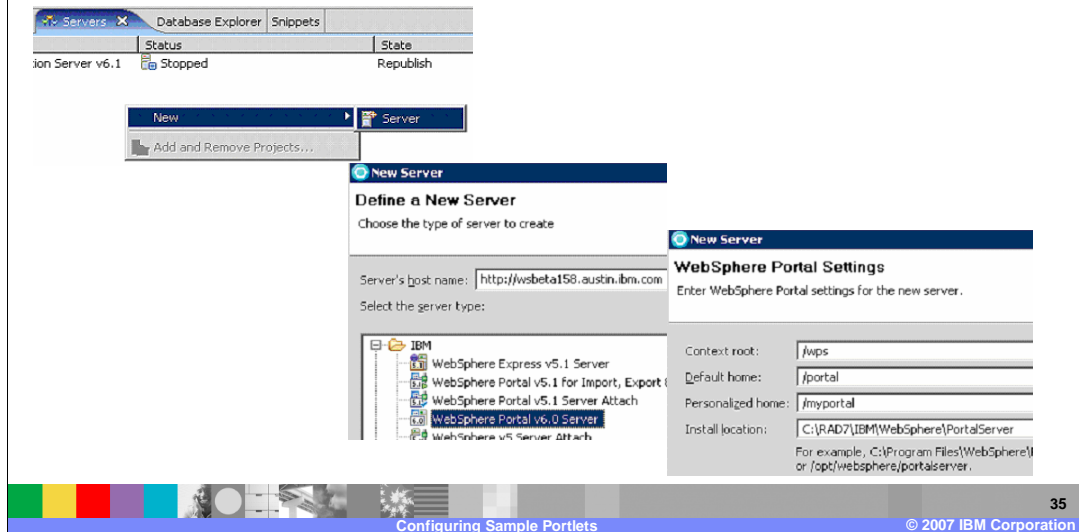 Servers Database Explorer Snippets
Status State
ion Server v6.1 Stopped Republish
New Server
Add and Remove Projects...
New Server
Define a New Server
Choose the type of server to create
Server's host name: http://wsbeta158.austin.ibm.com
Select the server type:
IBM
WebSphere Express v5.1 Server
WebSphere Portal v5.1 for Import, Export
WebSphere Portal v5.1 Server Attach
WebSphere Portal v6.0 Server
WebSphere v5 Server Attach
New Server
WebSphere Portal Settings
Enter WebSphere Portal settings for the new server.
Context root: /wps
Default home: /portal
Personalized home: /myportal
Install location: C:\RAD7\IBM\WebSphere\PortalServer
For example, C:\Program Files\WebSphere\
or /opt/websphere/portalserver.
35
Configuring Sample Portlets © 2007 IBM Corporation